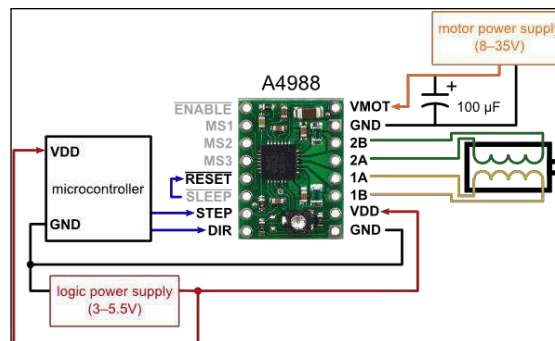 motor power supply
(8–35V)
A4988
ENABLE
MS1
MS2
MS3
RESET
SLEEP
STEP
DIR
VMOT
GND
2B
2A
1A
1B
VDD
GND
+
100 µF
VDD
microcontroller
GND
logic power supply
(3–5.5V)